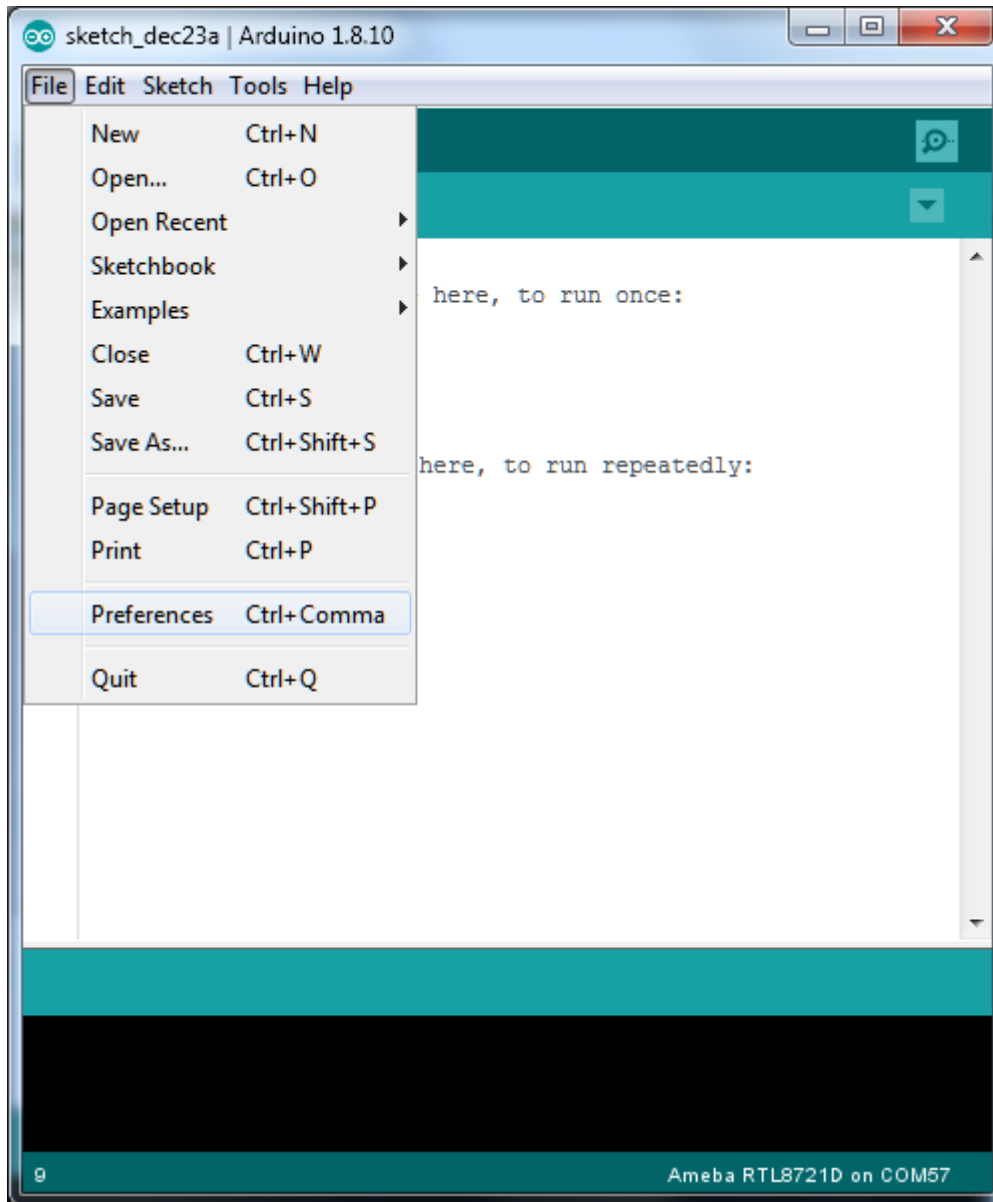 sketch_dec23a | Arduino 1.8.10
File Edit Sketch Tools Help
New Ctrl+N
Open... Ctrl+O
Open Recent
Sketchbook
here, to run once:
Examples
Close Ctrl+W
Save Ctrl+S
Save As... Ctrl+Shift+S
here, to run repeatedly:
Page Setup Ctrl+Shift+P
Print Ctrl+P
Preferences Ctrl+Comma
Quit Ctrl+Q
9 Ameba RTL8721D on COM57